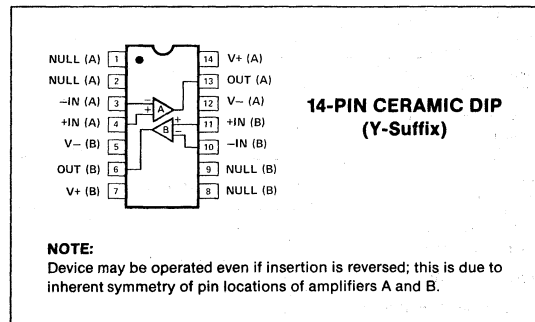 NULL (A) 1 14 V+ (A)
NULL (A) 2 13 OUT (A)
−IN (A) 3 12 V− (A)
+IN (A) 4 11 +IN (B)
V− (B) 5 10 −IN (B)
OUT (B) 6 9 NULL (B)
V+ (B) 7 8 NULL (B)
− + A
B + −
14-PIN CERAMIC DIP
(Y-Suffix)
NOTE:
Device may be operated even if insertion is reversed; this is due to
inherent symmetry of pin locations of amplifiers A and B.